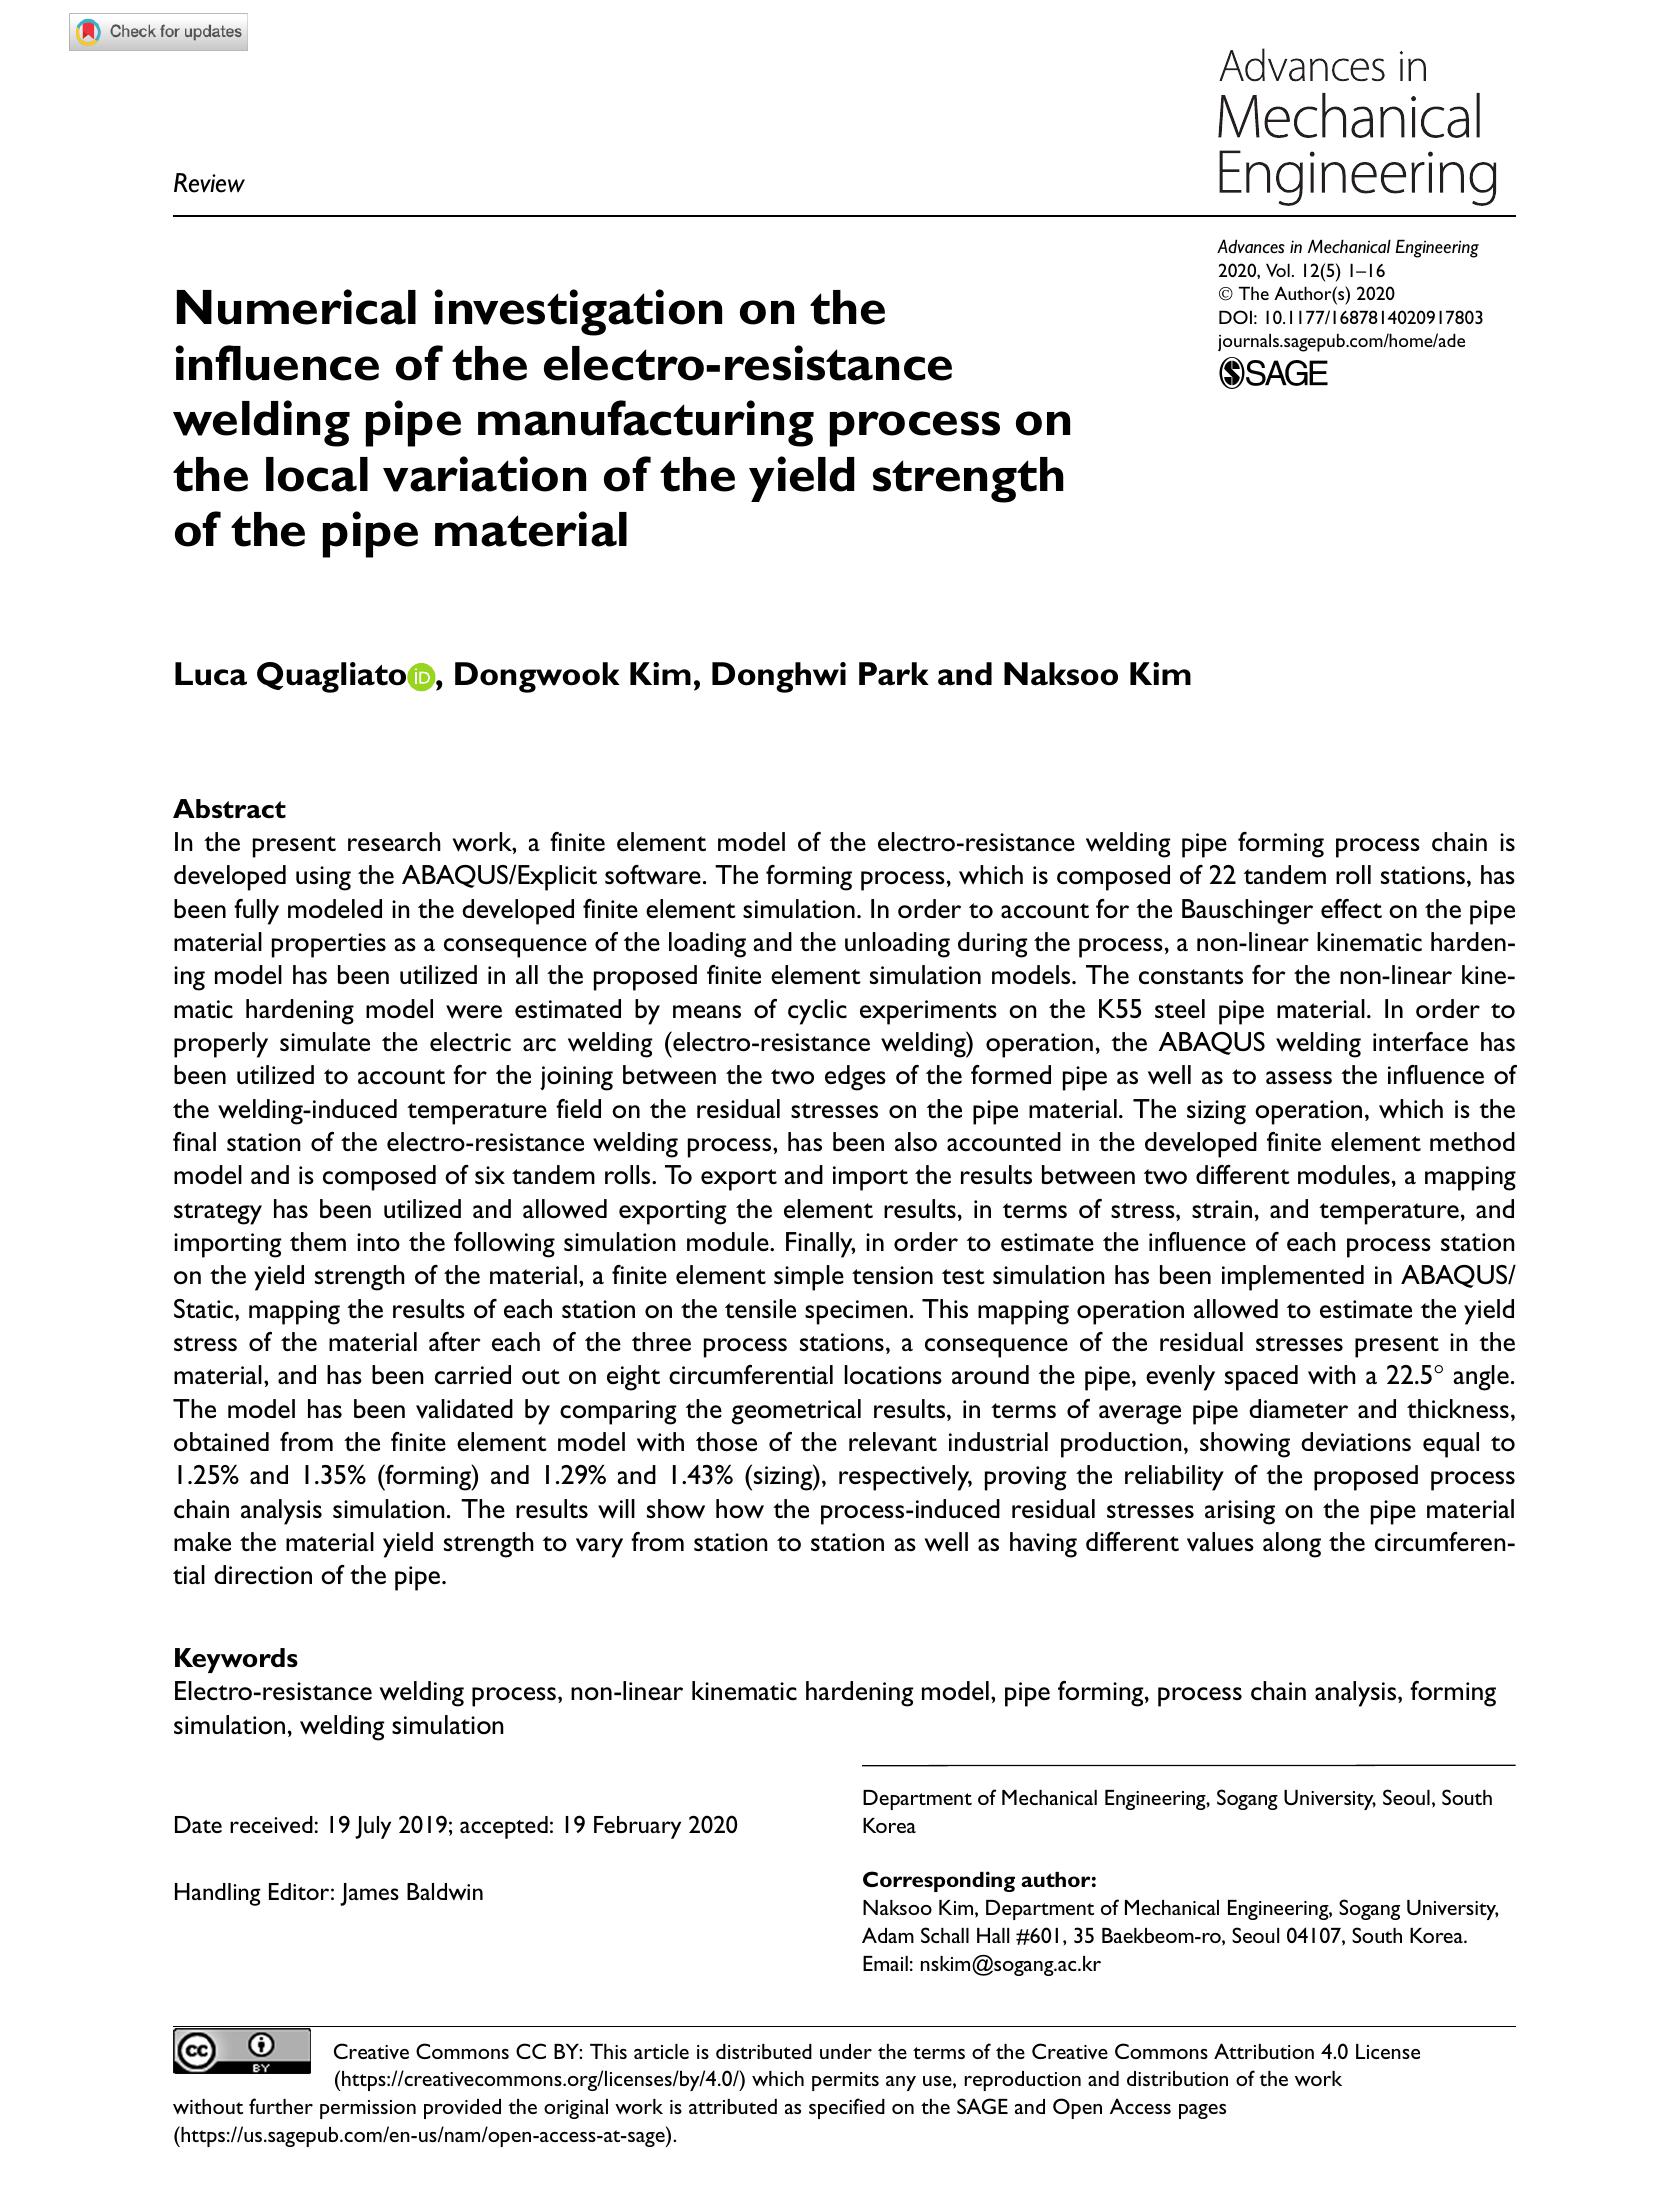 Check for updates
Advances in
Mechanical
Engineering
Review
Advances in Mechanical Engineering
2020, Vol. 12(5) 1–16
© The Author(s) 2020
DOI: 10.1177/1687814020917803
journals.sagepub.com/home/ade
SAGE
Numerical investigation on the
influence of the electro-resistance
welding pipe manufacturing process on
the local variation of the yield strength
of the pipe material
Luca Quagliato iD, Dongwook Kim, Donghwi Park and Naksoo Kim
Abstract
In the present research work, a finite element model of the electro-resistance welding pipe forming process chain is
developed using the ABAQUS/Explicit software. The forming process, which is composed of 22 tandem roll stations, has
been fully modeled in the developed finite element simulation. In order to account for the Bauschinger effect on the pipe
material properties as a consequence of the loading and the unloading during the process, a non-linear kinematic harden-
ing model has been utilized in all the proposed finite element simulation models. The constants for the non-linear kine-
matic hardening model were estimated by means of cyclic experiments on the K55 steel pipe material. In order to
properly simulate the electric arc welding (electro-resistance welding) operation, the ABAQUS welding interface has
been utilized to account for the joining between the two edges of the formed pipe as well as to assess the influence of
the welding-induced temperature field on the residual stresses on the pipe material. The sizing operation, which is the
final station of the electro-resistance welding process, has been also accounted in the developed finite element method
model and is composed of six tandem rolls. To export and import the results between two different modules, a mapping
strategy has been utilized and allowed exporting the element results, in terms of stress, strain, and temperature, and
importing them into the following simulation module. Finally, in order to estimate the influence of each process station
on the yield strength of the material, a finite element simple tension test simulation has been implemented in ABAQUS/
Static, mapping the results of each station on the tensile specimen. This mapping operation allowed to estimate the yield
stress of the material after each of the three process stations, a consequence of the residual stresses present in the
material, and has been carried out on eight circumferential locations around the pipe, evenly spaced with a 22.5° angle.
The model has been validated by comparing the geometrical results, in terms of average pipe diameter and thickness,
obtained from the finite element model with those of the relevant industrial production, showing deviations equal to
1.25% and 1.35% (forming) and 1.29% and 1.43% (sizing), respectively, proving the reliability of the proposed process
chain analysis simulation. The results will show how the process-induced residual stresses arising on the pipe material
make the material yield strength to vary from station to station as well as having different values along the circumferen-
tial direction of the pipe.
Keywords
Electro-resistance welding process, non-linear kinematic hardening model, pipe forming, process chain analysis, forming
simulation, welding simulation
Date received: 19 July 2019; accepted: 19 February 2020
Handling Editor: James Baldwin
Department of Mechanical Engineering, Sogang University, Seoul, South
Korea
Corresponding author:
Naksoo Kim, Department of Mechanical Engineering, Sogang University,
Adam Schall Hall #601, 35 Baekbeom-ro, Seoul 04107, South Korea.
Email: nskim@sogang.ac.kr
cc BY
Creative Commons CC BY: This article is distributed under the terms of the Creative Commons Attribution 4.0 License
(https://creativecommons.org/licenses/by/4.0/) which permits any use, reproduction and distribution of the work
without further permission provided the original work is attributed as specified on the SAGE and Open Access pages
(https://us.sagepub.com/en-us/nam/open-access-at-sage).